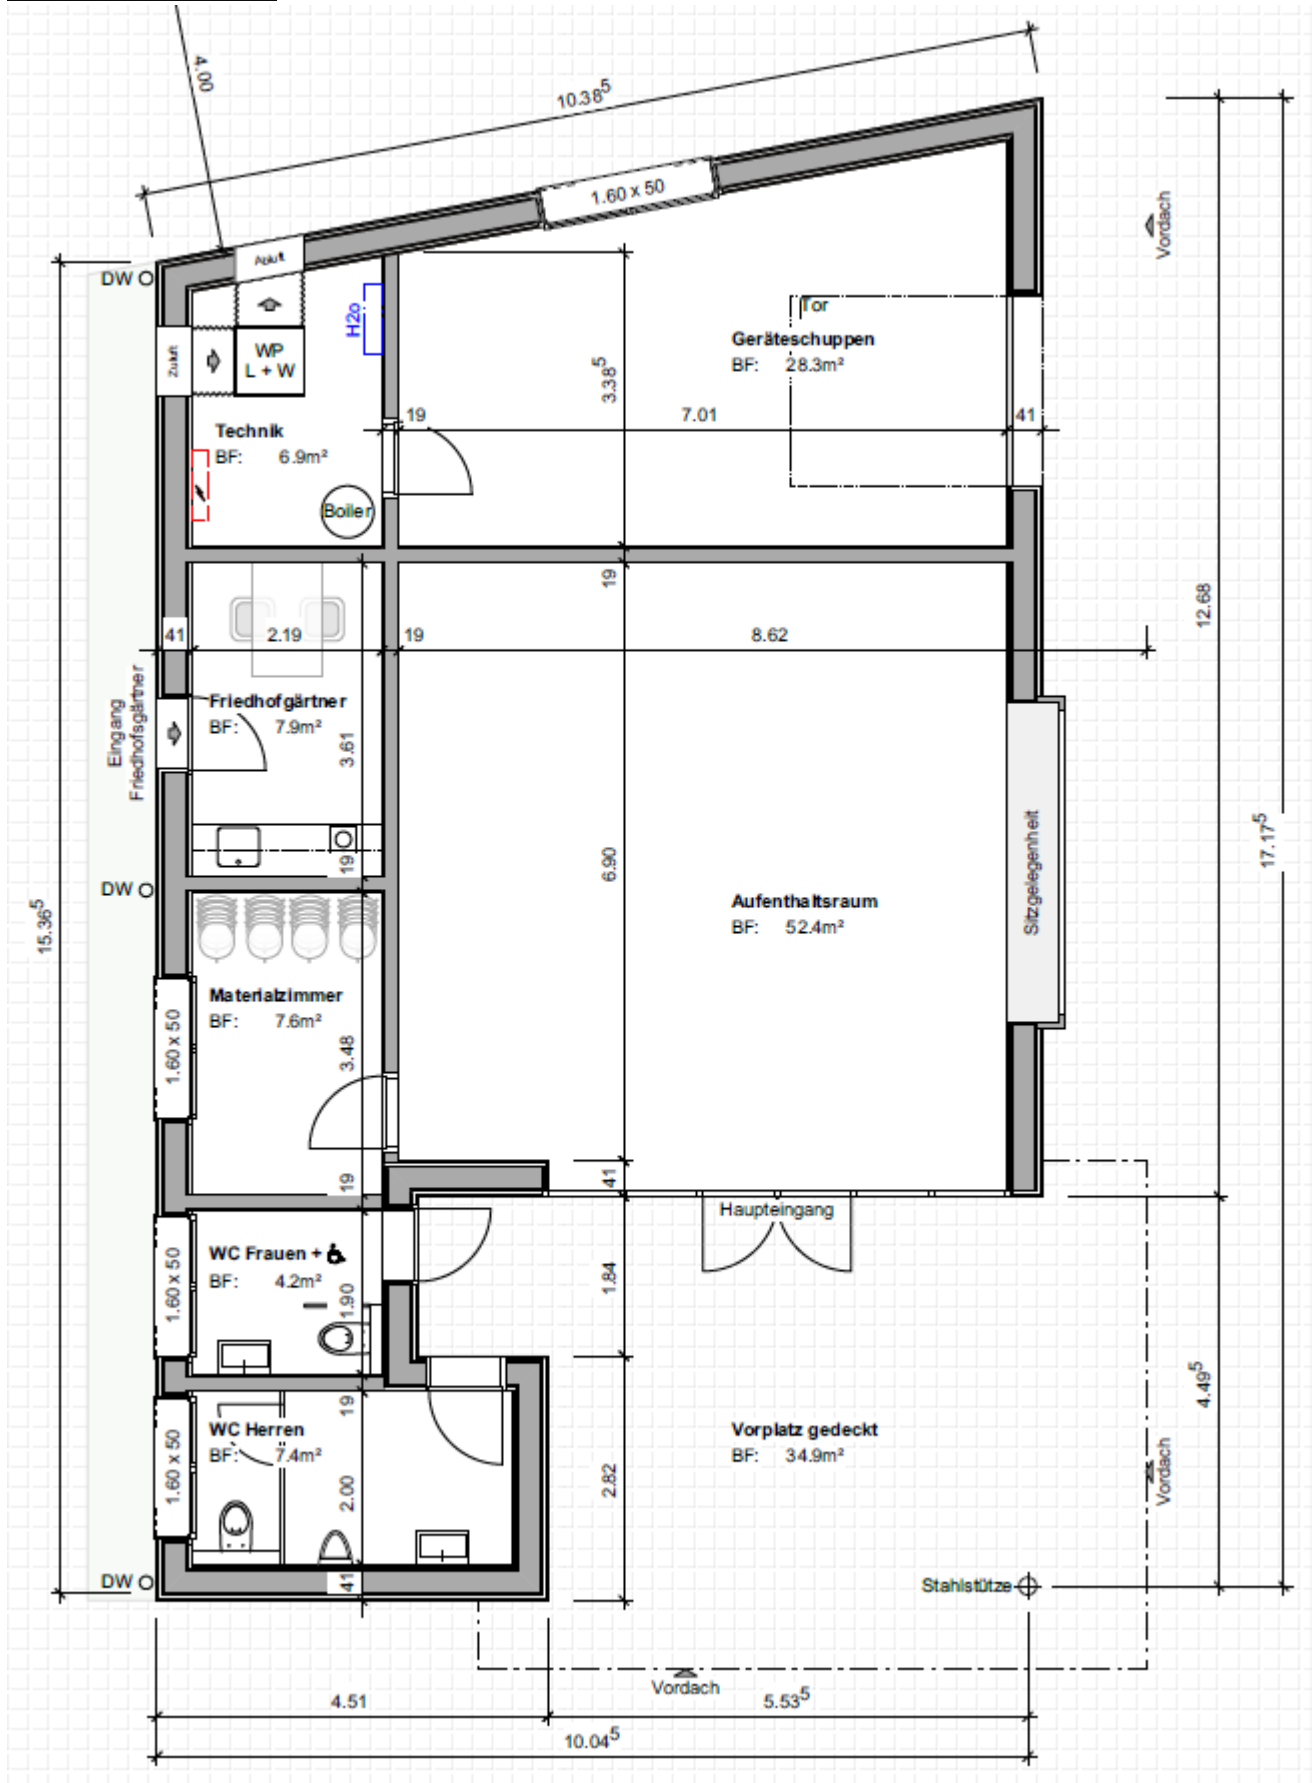 4.00
10.38⁵
1.60 x 50
Vordach
Abluft
DW
H2o
Tor
Zuluft
WP
L + W
Geräteschuppen
BF: 28.3m²
3.38⁵
19
7.01
41
Technik
BF: 6.9m²
Boiler
19
12.68
41
2.19
19
8.62
Eingang
Friedhofsgärtner
Friedhofgärtner
BF: 7.9m²
3.61
17.17⁵
Sitzgelegenheit
19
6.90
DW
Aufenthaltsraum
BF: 52.4m²
15.36⁵
Materialzimmer
BF: 7.6m²
1.60 x 50
3.48
19
41
Haupteingang
WC Frauen +
BF: 4.2m²
1.60 x 50
1.90
1.84
4.49⁵
19
WC Herren
BF: 7.4m²
1.60 x 50
2.00
2.82
Vorplatz gedeckt
BF: 34.9m²
Vordach
DW
41
Stahlstütze
Vordach
4.51
5.53⁵
10.04⁵